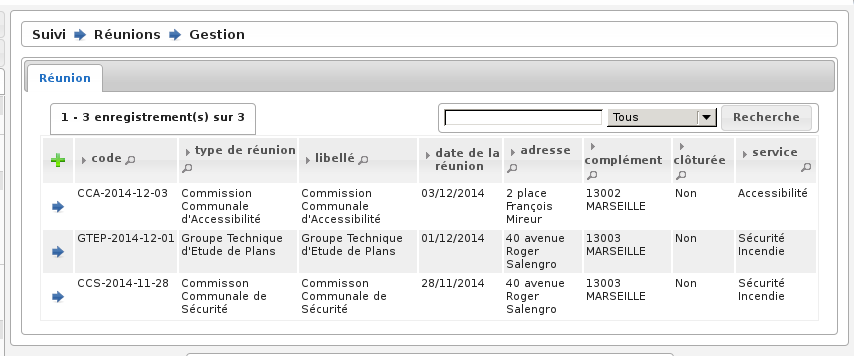 Suivi Réunions Gestion
Réunion
1 - 3 enregistrement(s) sur 3
Tous Recherche
code type de réunion libellé date de la réunion adresse complément clôturée service
CCA-2014-12-03 Commission Communale d'Accessibilité Commission Communale d'Accessibilité 03/12/2014 2 place François Mireur 13002 MARSEILLE Non Accessibilité
GTEP-2014-12-01 Groupe Technique d'Etude de Plans Groupe Technique d'Etude de Plans 01/12/2014 40 avenue Roger Salengro 13003 MARSEILLE Non Sécurité Incendie
CCS-2014-11-28 Commisson Communale de Sécurité Commisson Communale de Sécurité 28/11/2014 40 avenue Roger Salengro 13003 MARSEILLE Non Sécurité Incendie